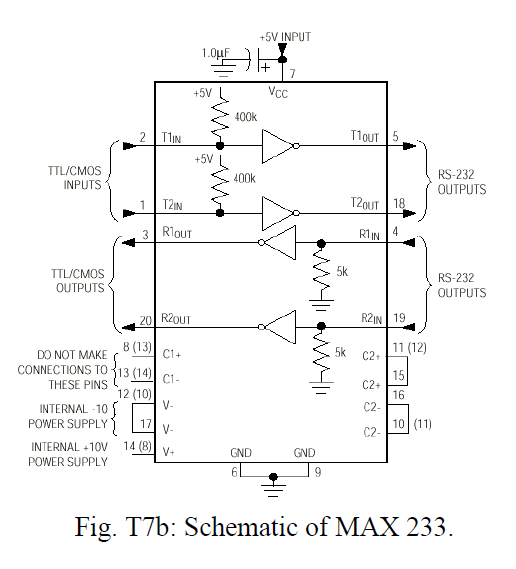 +5V INPUT
1.0µF
+
7
VCC
+5V
400k
2 T1IN T1OUT 5
+5V
400k
TTL/CMOS
INPUTS
RS-232
OUTPUTS
1 T2IN T2OUT 18
3 R1OUT R1IN 4
5k
TTL/CMOS
OUTPUTS
RS-232
OUTPUTS
20 R2OUT R2IN 19
5k
DO NOT MAKE
CONNECTIONS TO
THESE PINS
8 (13) C1+
13 (14) C1-
12 (10) V-
17 V-
INTERNAL -10
POWER SUPPLY
INTERNAL +10V
POWER SUPPLY
14 (8) V+
C2+ 11 (12)
C2+ 15
C2- 16
C2- 10 (11)
GND GND
6 9
Fig. T7b: Schematic of MAX 233.